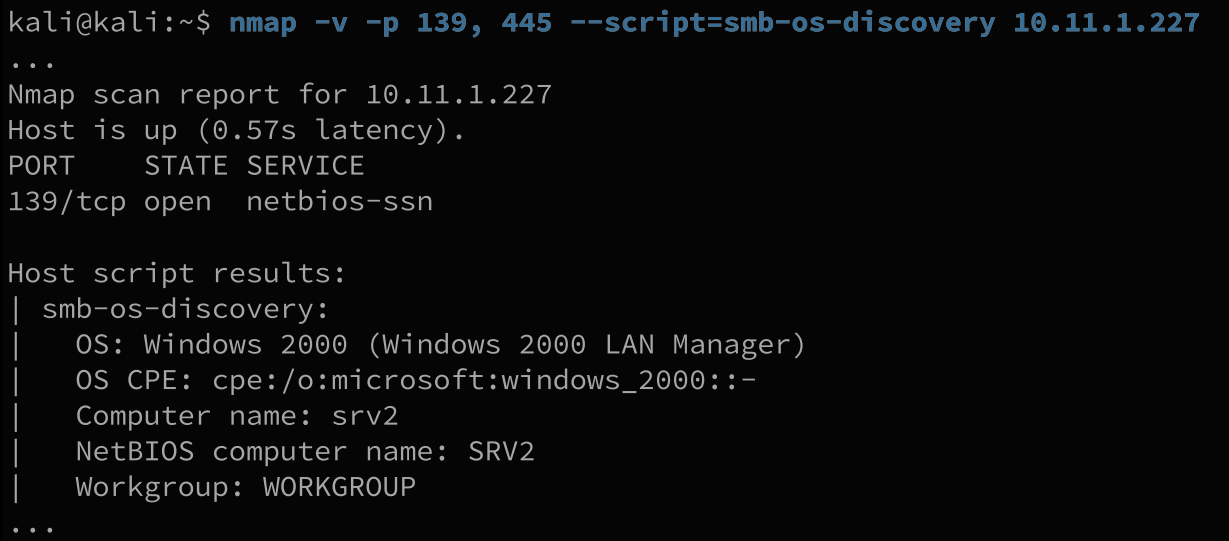 kali@kali:~$ nmap -v -p 139, 445 --script=smb-os-discovery 10.11.1.227
...
Nmap scan report for 10.11.1.227
Host is up (0.57s latency).
PORT    STATE SERVICE
139/tcp open  netbios-ssn

Host script results:
| smb-os-discovery:
|   OS: Windows 2000 (Windows 2000 LAN Manager)
|   OS CPE: cpe:/o:microsoft:windows_2000::-
|   Computer name: srv2
|   NetBIOS computer name: SRV2
|   Workgroup: WORKGROUP
...